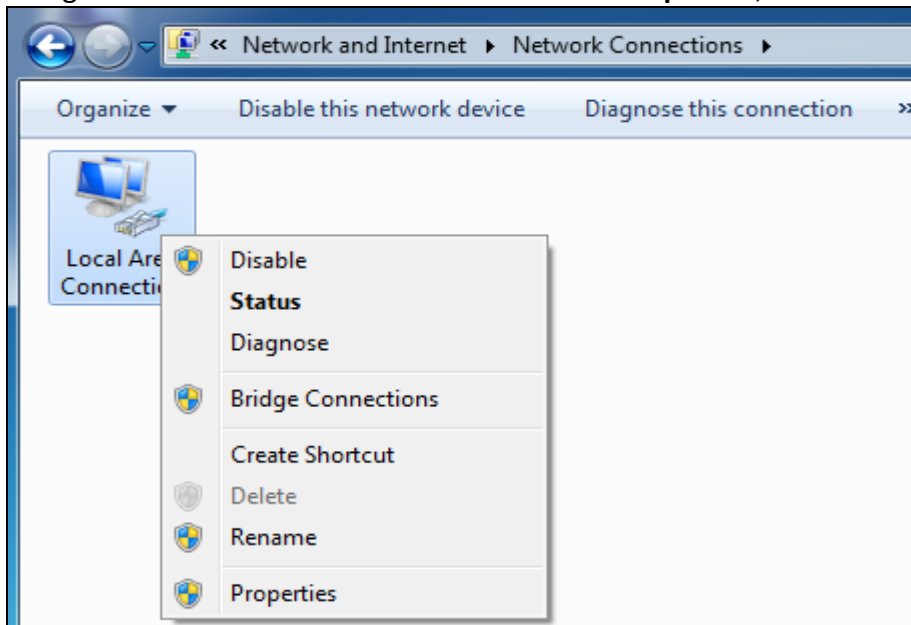 « Network and Internet ▸ Network Connections ▸
Organize ▾ Disable this network device Diagnose this connection »
Local Are
Connecti
Disable
Status
Diagnose
Bridge Connections
Create Shortcut
Delete
Rename
Properties